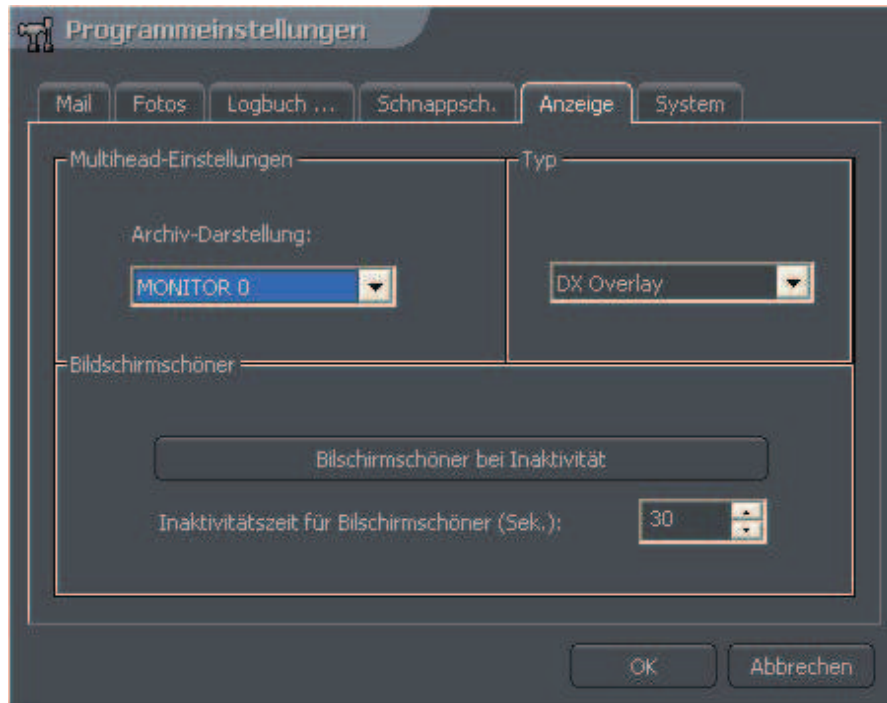 Programmeinstellungen
Mail Fotos Logbuch ... Schnappsch. Anzeige System
Multihead-Einstellungen Typ
Archiv-Darstellung:
MONITOR 0 DX Overlay
Bildschirmschöner
Bilschirmschöner bei Inaktivität
Inaktivitätszeit für Bilschirmschöner (Sek.): 30
OK Abbrechen